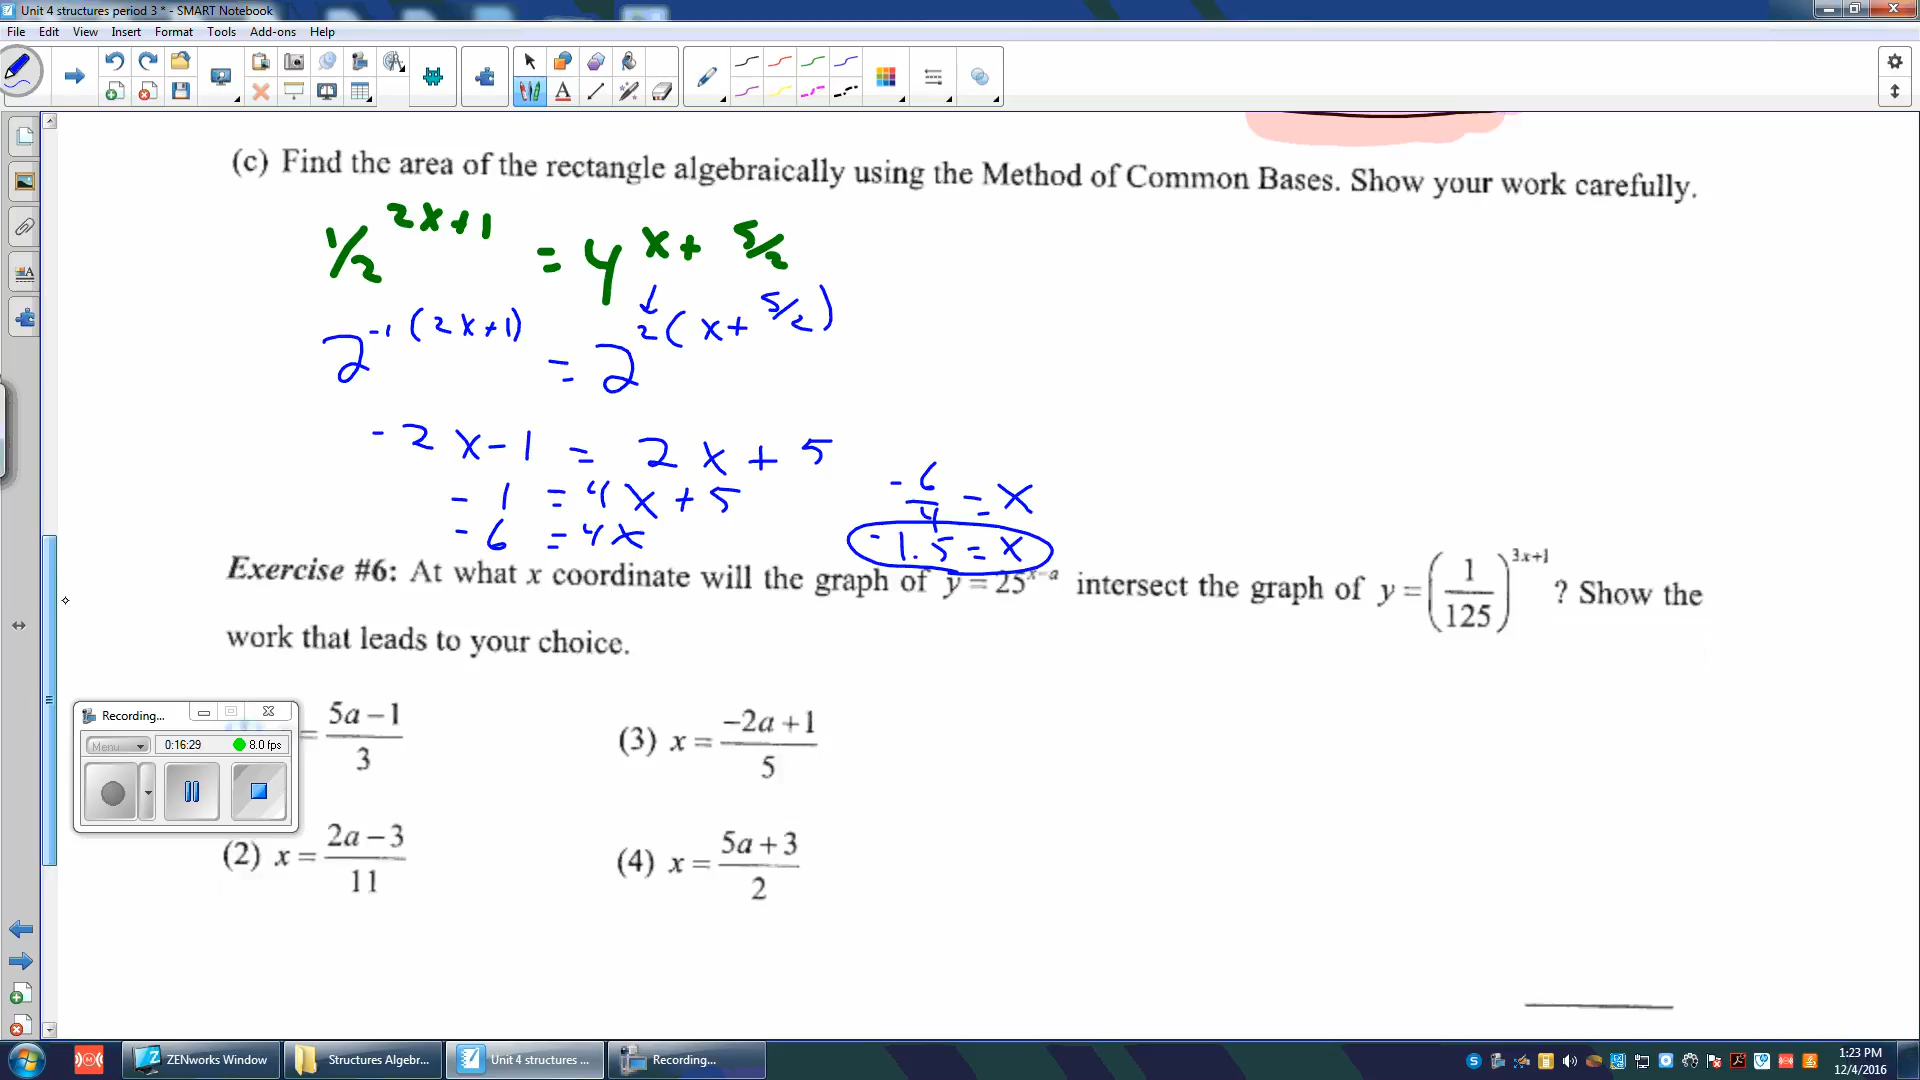 Unit 4 structures period 3 * - SMART Notebook
File Edit View Insert Format Tools Add-ons Help
(c) Find the area of the rectangle algebraically using the Method of Common Bases. Show your work carefully.
1/2^(2x+1) = 4^(x + 5/2)
2^(-1(2x+1)) = 2^(2(x + 5/2))
-2x-1 = 2x+5
-1 = 4x+5
-6 = 4x
-6/4 = x
-1.5 = x
Exercise #6: At what x coordinate will the graph of y = 25^(x-a) intersect the graph of y = (1/125)^(3x+1) ? Show the
work that leads to your choice.
= (5a-1)/3
(2) x = (2a-3)/11
(3) x = (-2a+1)/5
(4) x = (5a+3)/2
Recording...
Menu 0:16:29 8.0 fps
ZENworks Window Structures Algebr... Unit 4 structures ... Recording...
1:23 PM
12/4/2016